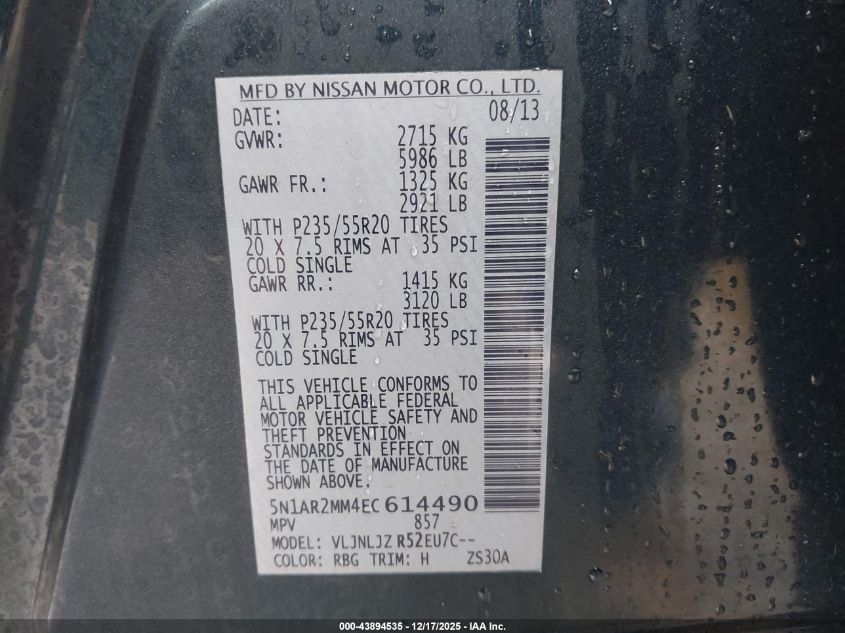 MFD BY NISSAN MOTOR CO., LTD.
DATE: 08/13
GVWR: 2715 KG
5986 LB
GAWR FR.: 1325 KG
2921 LB
WITH P235/55R20 TIRES
20 X 7.5 RIMS AT 35 PSI
COLD SINGLE
GAWR RR.: 1415 KG
3120 LB
WITH P235/55R20 TIRES
20 X 7.5 RIMS AT 35 PSI
COLD SINGLE
THIS VEHICLE CONFORMS TO
ALL APPLICABLE FEDERAL
MOTOR VEHICLE SAFETY AND
THEFT PREVENTION
STANDARDS IN EFFECT ON
THE DATE OF MANUFACTURE
SHOWN ABOVE.
5N1AR2MM4EC614490
MPV 857
MODEL: VLJNLJZ R52EU7C--
COLOR: RBG TRIM: H ZS30A
000-43894535 - 12/17/2025 - IAA Inc.